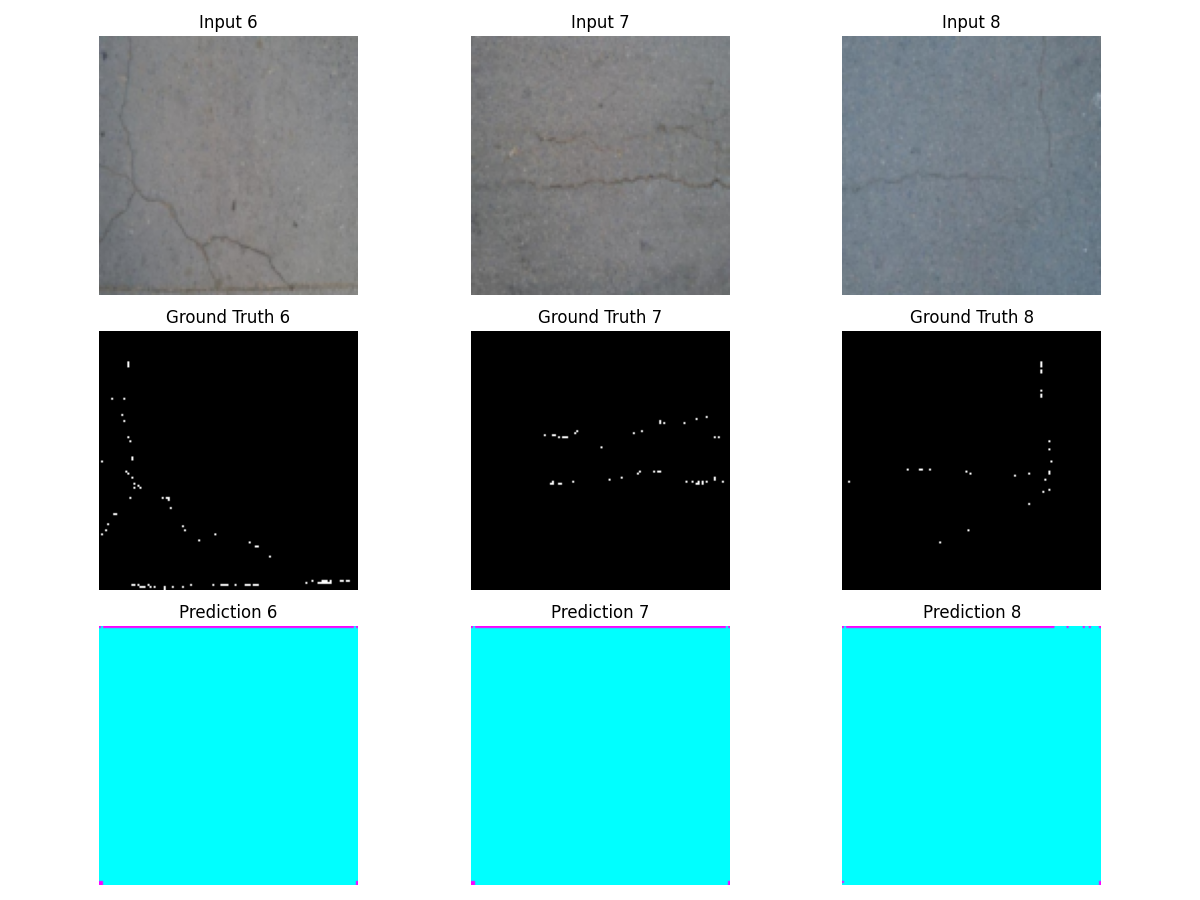 Input 6
Input 7
Input 8
Ground Truth 6
Ground Truth 7
Ground Truth 8
Prediction 6
Prediction 7
Prediction 8